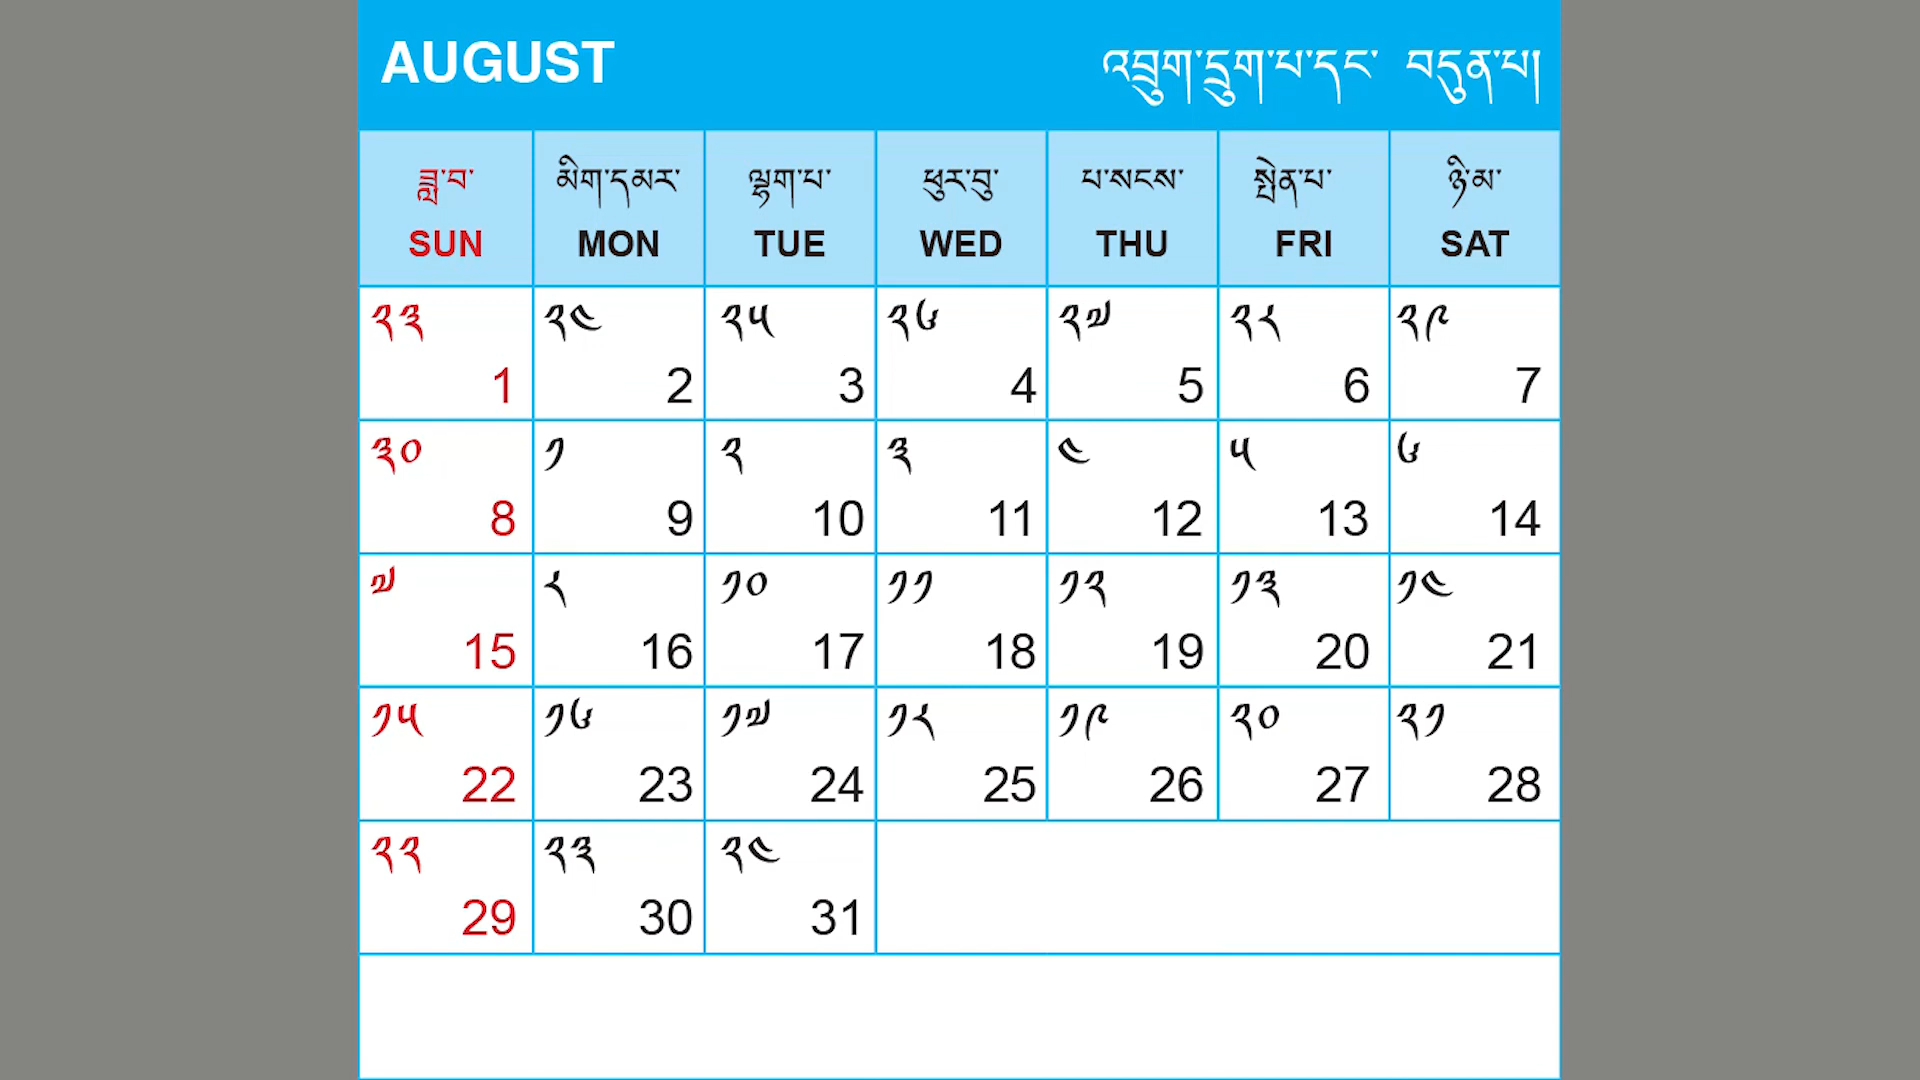 AUGUST འབྲུག་དྲུག་པ་དང་ བདུན་པ།
ཟླ་བ་ མིག་དམར་ ལྷག་པ་ ཕུར་བུ་ པ་སངས་ སྤེན་པ་ ཉི་མ་
SUN MON TUE WED THU FRI SAT
༢༣ ༢༤ ༢༥ ༢༦ ༢༧ ༢༨ ༢༩
1 2 3 4 5 6 7
༣༠ ༡ ༢ ༣ ༤ ༥ ༦
8 9 10 11 12 13 14
༧ ༨ ༡༠ ༡༡ ༡༢ ༡༣ ༡༤
15 16 17 18 19 20 21
༡༥ ༡༦ ༡༧ ༡༨ ༡༩ ༢༠ ༢༡
22 23 24 25 26 27 28
༢༢ ༢༣ ༢༤
29 30 31